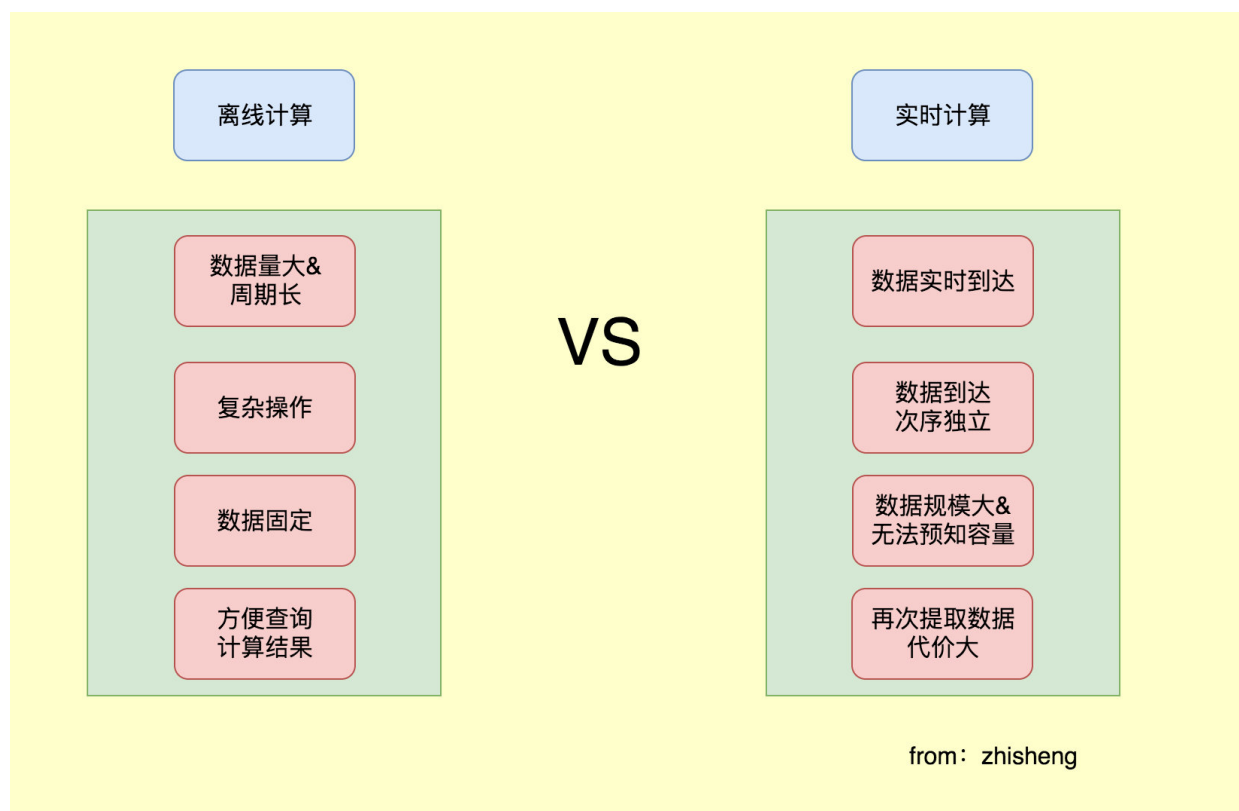 离线计算
数据量大&
周期长
复杂操作
数据固定
方便查询
计算结果
VS
实时计算
数据实时到达
数据到达
次序独立
数据规模大&
无法预知容量
再次提取数据
代价大
from：zhisheng